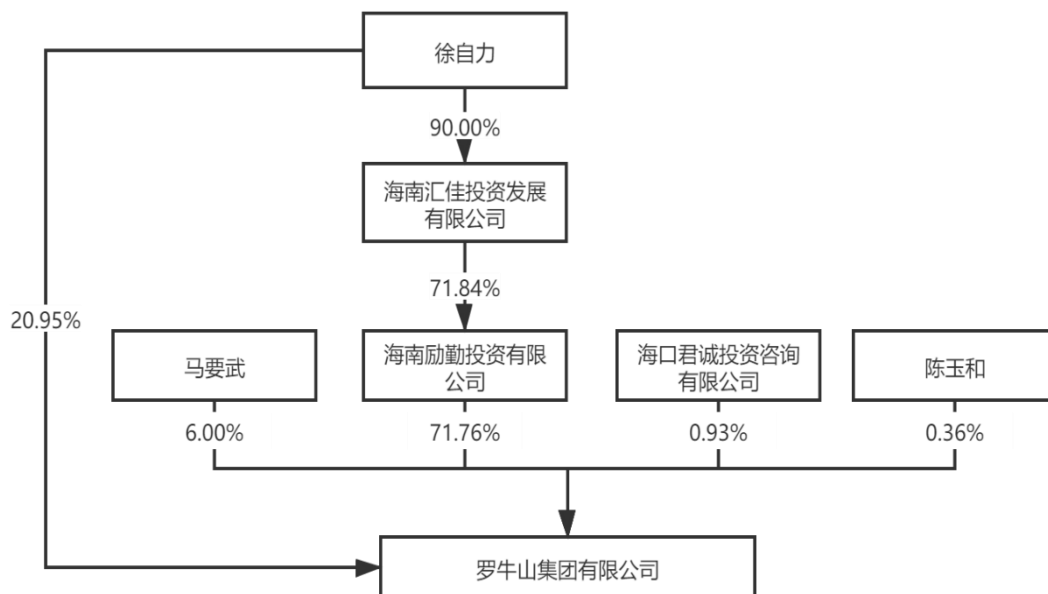 徐自力
90.00%
海南汇佳投资发展
有限公司
71.84%
20.95%
马要武
海南励勤投资有限
公司
海口君诚投资咨询
有限公司
陈玉和
6.00%
71.76%
0.93%
0.36%
罗牛山集团有限公司